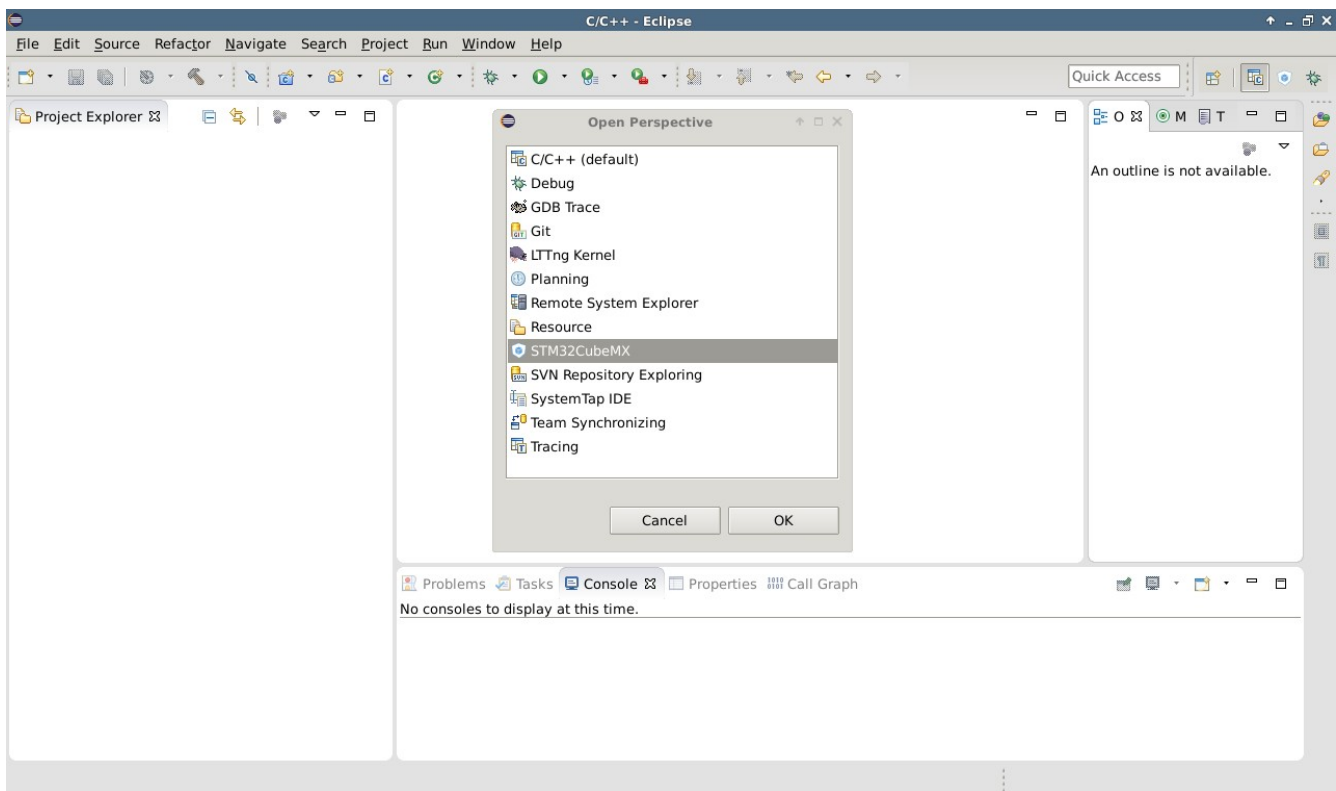 C/C++ - Eclipse
File Edit Source Refactor Navigate Search Project Run Window Help
Quick Access
Project Explorer
O M T
An outline is not available.
Open Perspective
C/C++ (default)
Debug
GDB Trace
Git
LTTng Kernel
Planning
Remote System Explorer
Resource
STM32CubeMX
SVN Repository Exploring
SystemTap IDE
Team Synchronizing
Tracing
Cancel OK
Problems Tasks Console Properties Call Graph
No consoles to display at this time.